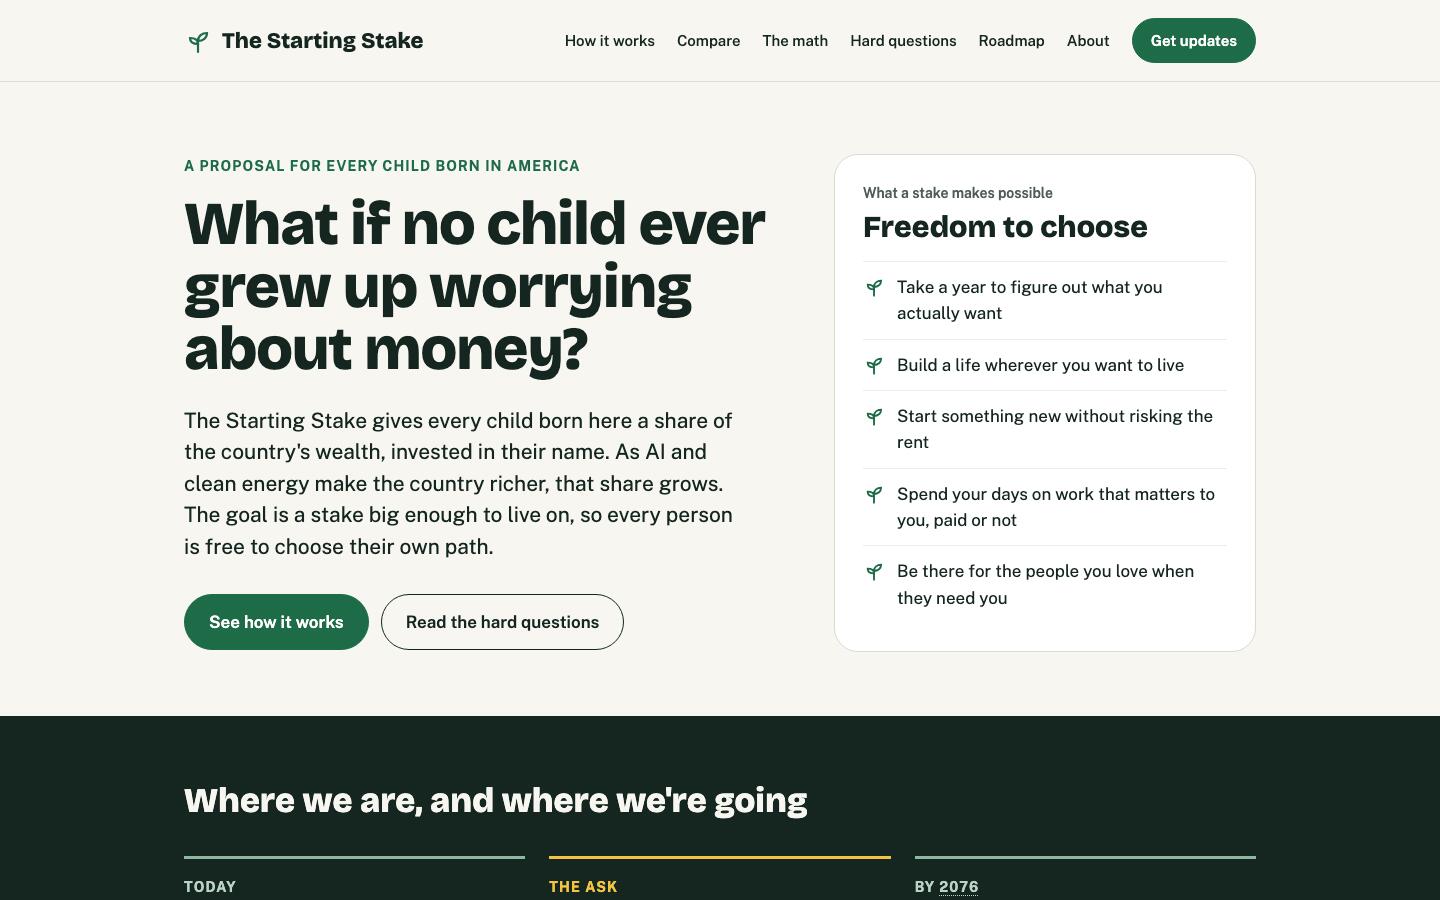 The Starting Stake
How it works
Compare
The math
Hard questions
Roadmap
About
Get updates
A PROPOSAL FOR EVERY CHILD BORN IN AMERICA
What if no child ever
grew up worrying
about money?
The Starting Stake gives every child born here a share of
the country's wealth, invested in their name. As AI and
clean energy make the country richer, that share grows.
The goal is a stake big enough to live on, so every person
is free to choose their own path.
See how it works
Read the hard questions
What a stake makes possible
Freedom to choose
Take a year to figure out what you
actually want
Build a life wherever you want to live
Start something new without risking the
rent
Spend your days on work that matters to
you, paid or not
Be there for the people you love when
they need you
Where we are, and where we're going
TODAY
THE ASK
BY 2076